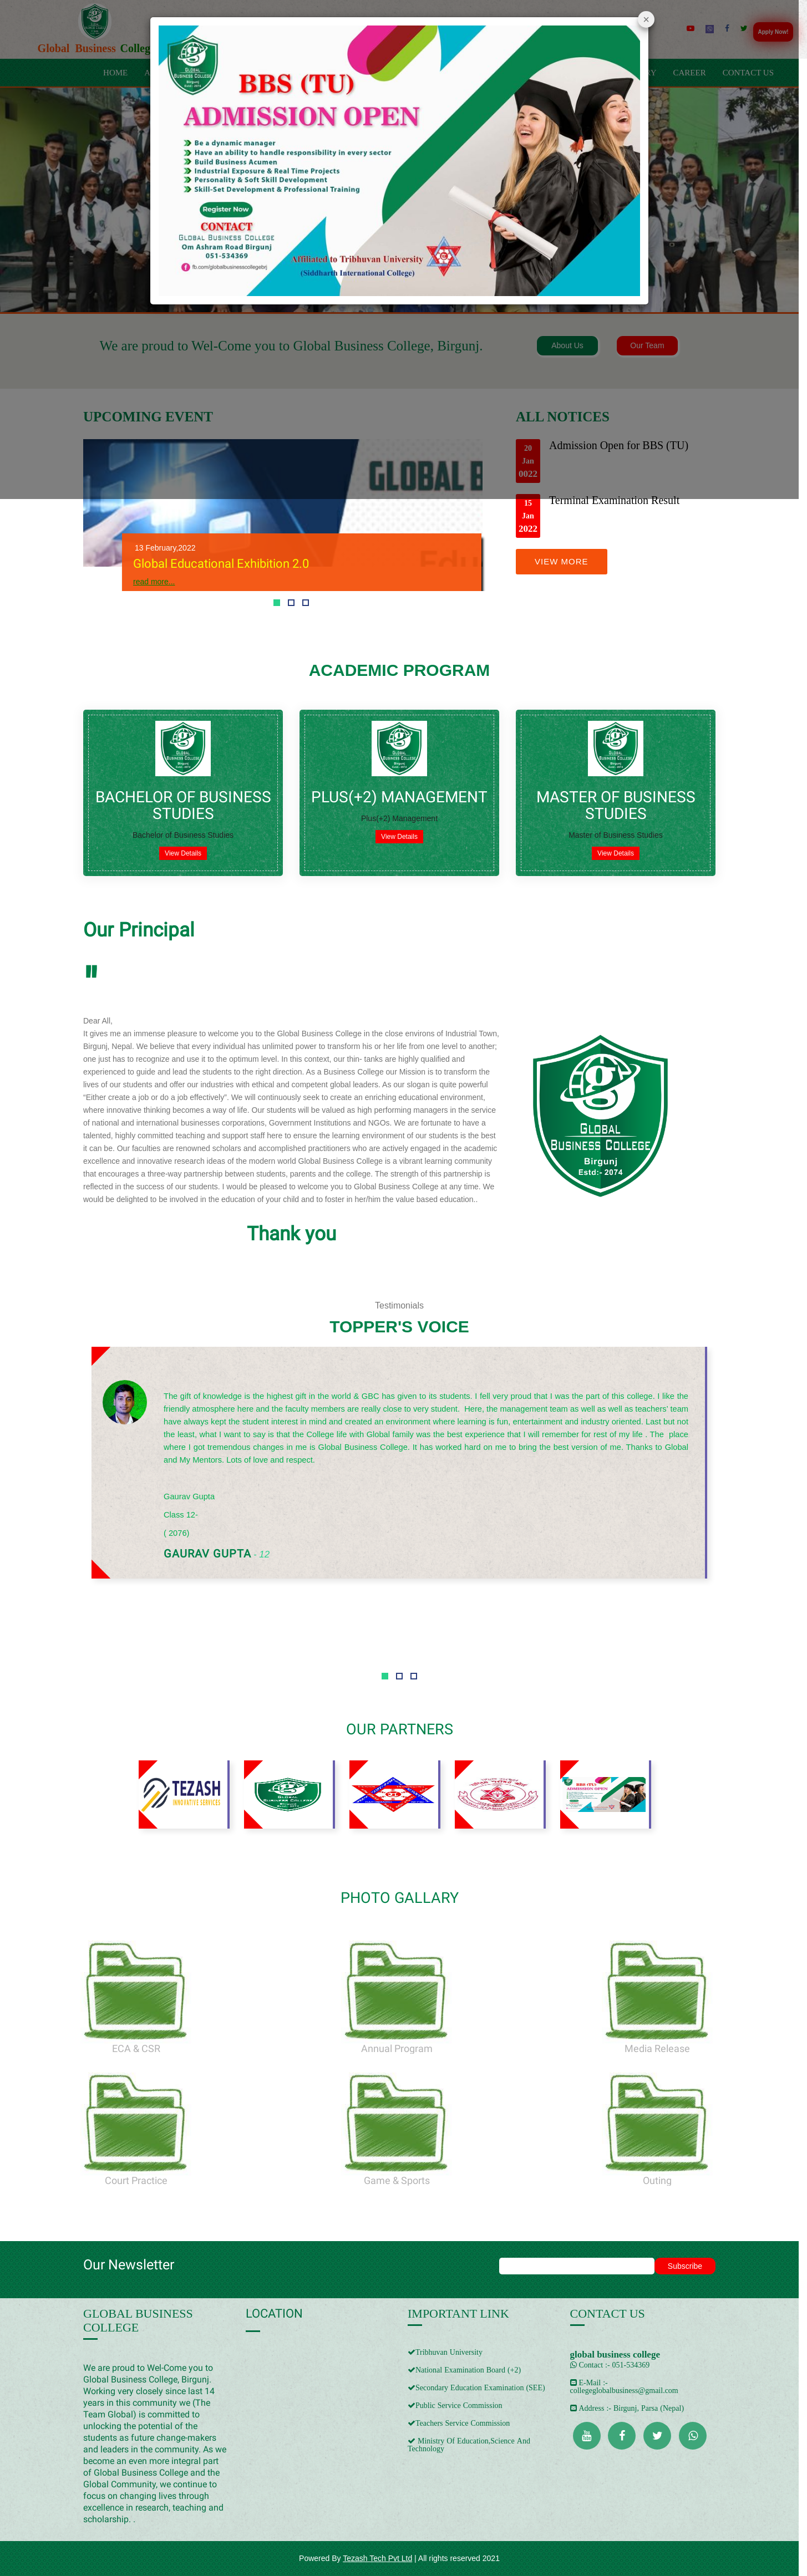 Global Business Colleg
Apply Now!
×
HOME
A
RY
CAREER
CONTACT US
GLOBAL
BUSINESS COLLEGE
BBS (TU)
ADMISSION OPEN
Be a dynamic manager
Have an ability to handle responsibility in every sector
Build Business Acumen
Industrial Exposure & Real Time Projects
Personality & Soft Skill Development
Skill-Set Development & Professional Training
Register Now
CONTACT
GLOBAL BUSINESS COLLEGE
Om Ashram Road Birgunj
051-534369
fb.com/globalbusinesscollegebrj
Affiliated to Tribhuvan University
(Siddharth International College)
We are proud to Wel-Come you to Global Business College, Birgunj.
About Us
Our Team
UPCOMING EVENT
GLOBAL B
Edu
13 February,2022
Global Educational Exhibition 2.0
read more...
ALL NOTICES
20
Jan
0022
Admission Open for BBS (TU)
15
Jan
2022
Terminal Examination Result
VIEW MORE
ACADEMIC PROGRAM
GLOBAL
BUSINESS COLLEGE
BACHELOR OF BUSINESS
STUDIES
Bachelor of Business Studies
View Details
GLOBAL
BUSINESS COLLEGE
PLUS(+2) MANAGEMENT
Plus(+2) Management
View Details
GLOBAL
BUSINESS COLLEGE
MASTER OF BUSINESS
STUDIES
Master of Business Studies
View Details
Our Principal
"
Dear All,
It gives me an immense pleasure to welcome you to the Global Business College in the close environs of Industrial Town,
Birgunj, Nepal. We believe that every individual has unlimited power to transform his or her life from one level to another;
one just has to recognize and use it to the optimum level. In this context, our thin- tanks are highly qualified and
experienced to guide and lead the students to the right direction. As a Business College our Mission is to transform the
lives of our students and offer our industries with ethical and competent global leaders. As our slogan is quite powerful
“Either create a job or do a job effectively”. We will continuously seek to create an enriching educational environment,
where innovative thinking becomes a way of life. Our students will be valued as high performing managers in the service
of national and international businesses corporations, Government Institutions and NGOs. We are fortunate to have a
talented, highly committed teaching and support staff here to ensure the learning environment of our students is the best
it can be. Our faculties are renowned scholars and accomplished practitioners who are actively engaged in the academic
excellence and innovative research ideas of the modern world Global Business College is a vibrant learning community
that encourages a three-way partnership between students, parents and the college. The strength of this partnership is
reflected in the success of our students. I would be pleased to welcome you to Global Business College at any time. We
would be delighted to be involved in the education of your child and to foster in her/him the value based education..
GLOBAL
BUSINESS COLLEGE
Birgunj
Estd:- 2074
Thank you
Testimonials
TOPPER'S VOICE
The gift of knowledge is the highest gift in the world & GBC has given to its students. I fell very proud that I was the part of this college. I like the
friendly atmosphere here and the faculty members are really close to very student. Here, the management team as well as well as teachers' team
have always kept the student interest in mind and created an environment where learning is fun, entertainment and industry oriented. Last but not
the least, what I want to say is that the College life with Global family was the best experience that I will remember for rest of my life . The place
where I got tremendous changes in me is Global Business College. It has worked hard on me to bring the best version of me. Thanks to Global
and My Mentors. Lots of love and respect.
Gaurav Gupta
Class 12-
( 2076)
GAURAV GUPTA - 12
OUR PARTNERS
TEZASH
INNOVATIVE SERVICES
GLOBAL
BUSINESS COLLEGE
BBS (TU)
ADMISSION OPEN
PHOTO GALLARY
ECA & CSR
Annual Program
Media Release
Court Practice
Game & Sports
Outing
Our Newsletter
Subscribe
GLOBAL BUSINESS
COLLEGE
We are proud to Wel-Come you to
Global Business College, Birgunj.
Working very closely since last 14
years in this community we (The
Team Global) is committed to
unlocking the potential of the
students as future change-makers
and leaders in the community. As we
become an even more integral part
of Global Business College and the
Global Community, we continue to
focus on changing lives through
excellence in research, teaching and
scholarship. .
LOCATION
IMPORTANT LINK
Tribhuvan University
National Examination Board (+2)
Secondary Education Examination (SEE)
Public Service Commission
Teachers Service Commission
Ministry Of Education,Science And
Technology
CONTACT US
global business college
Contact :- 051-534369
E-Mail :-
collegeglobalbusiness@gmail.com
Address :- Birgunj, Parsa (Nepal)
Powered By Tezash Tech Pvt Ltd | All rights reserved 2021